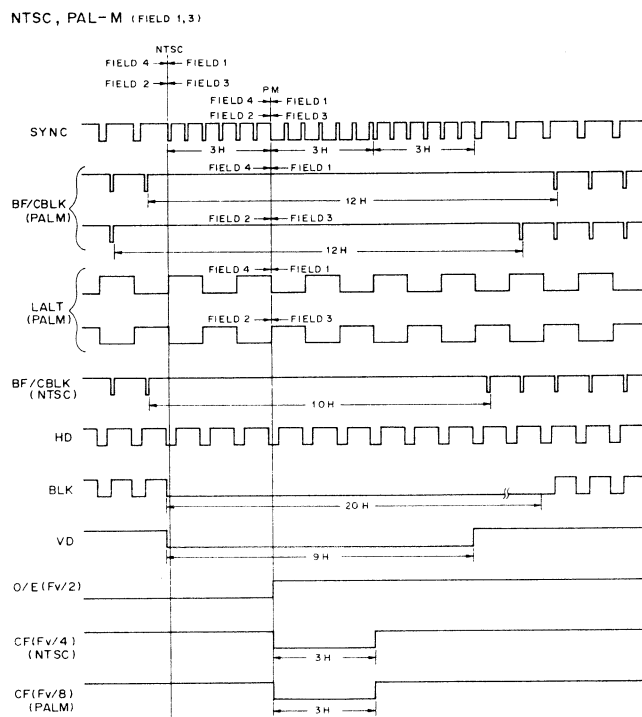 NTSC, PAL-M (FIELD 1,3)
NTSC
FIELD 4 FIELD 1
FIELD 2 FIELD 3
PM
FIELD 4 FIELD 1
FIELD 2 FIELD 3
SYNC
3H 3H 3H
FIELD 4 FIELD 1
BF/CBLK
(PALM)
12H
FIELD 2 FIELD 3
12H
FIELD 4 FIELD 1
LALT
(PALM)
FIELD 2 FIELD 3
BF/CBLK
(NTSC)
10H
HD
BLK
20H
VD
9H
O/E(Fv/2)
CF(Fv/4)
(NTSC)
3H
CF(Fv/8)
(PALM)
3H